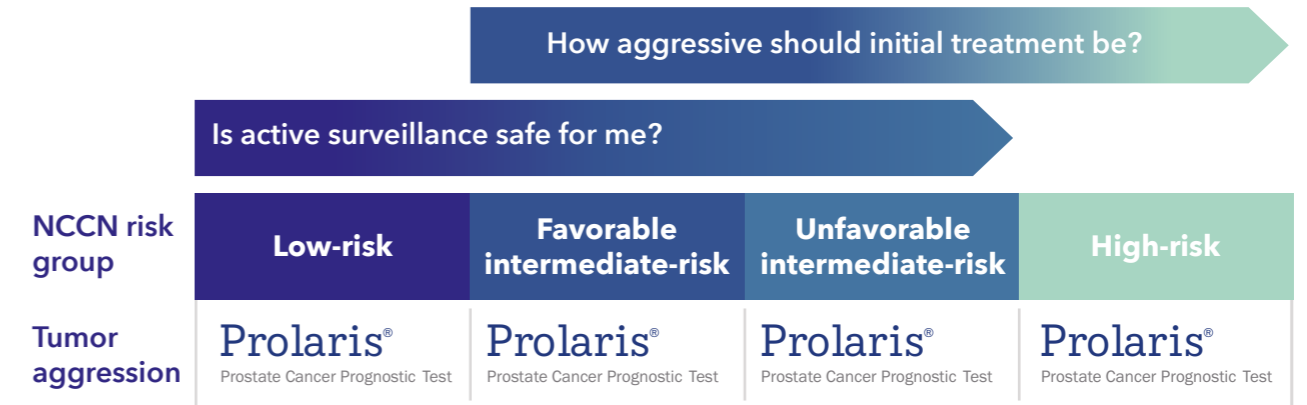 How aggressive should initial treatment be?
Is active surveillance safe for me?
NCCN risk
group
Low-risk
Favorable
intermediate-risk
Unfavorable
intermediate-risk
High-risk
Tumor
aggression
Prolaris®
Prostate Cancer Prognostic Test
Prolaris®
Prostate Cancer Prognostic Test
Prolaris®
Prostate Cancer Prognostic Test
Prolaris®
Prostate Cancer Prognostic Test